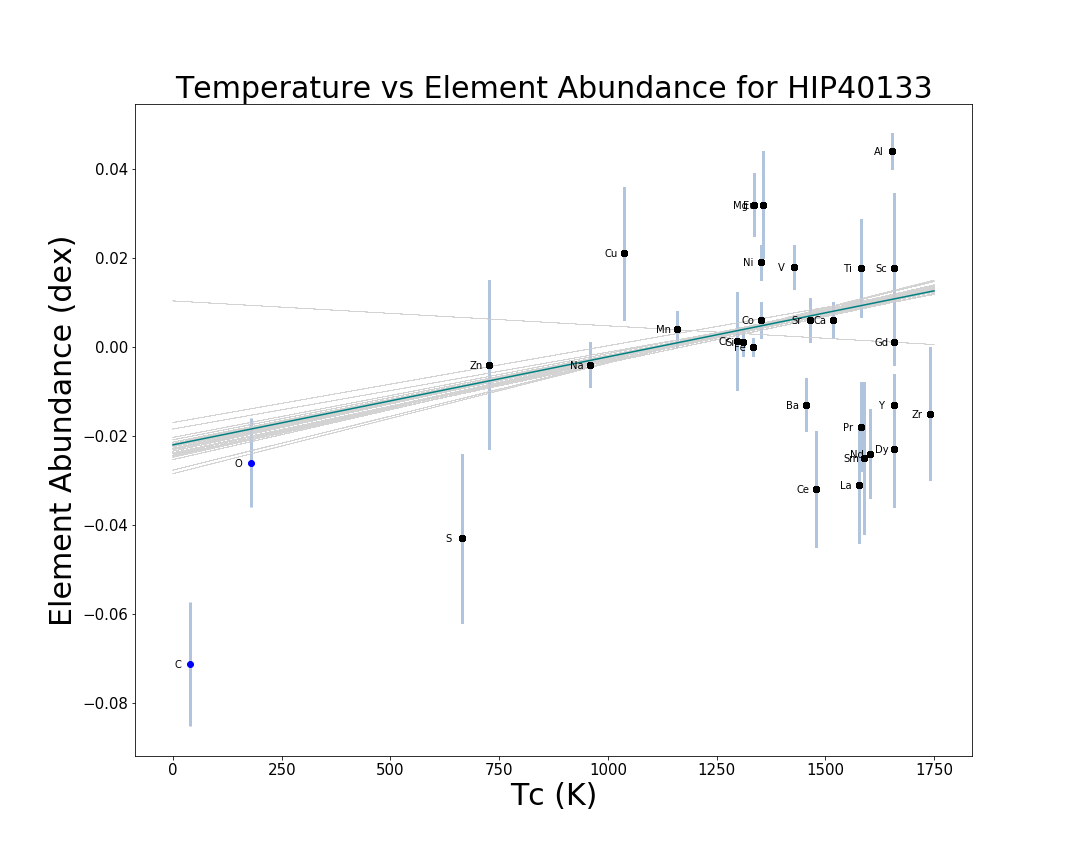 Temperature vs Element Abundance for HIP40133
Element Abundance (dex)
0.04
0.02
0.00
−0.02
−0.04
−0.06
−0.08
Al
Mg
Cu
Ni
V
Ti
Sc
Mn
Co
Sr
Ca
Fe
Gd
Zn
Na
Ba
Y
Zr
Pr
Nd
Sm
Dy
O
Ce
La
S
C
0
250
500
750
1000
1250
1500
1750
Tc (K)